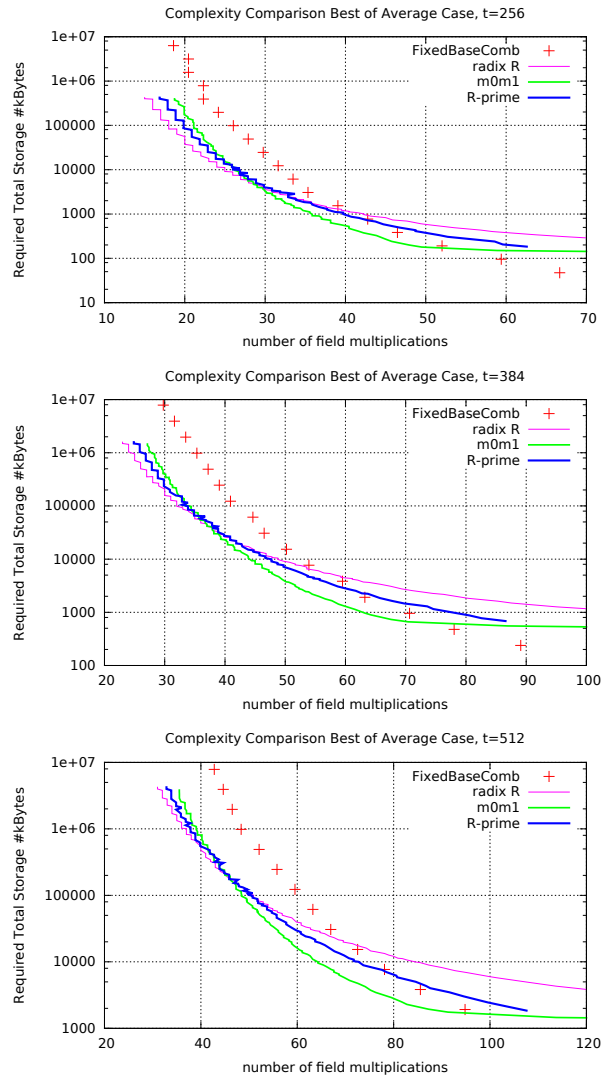 Complexity Comparison Best of Average Case, t=256
1e+07
1e+06
100000
10000
1000
100
10
Required Total Storage #kBytes
FixedBaseComb
radix R
m0m1
R-prime
10 20 30 40 50 60 70
number of field multiplications
Complexity Comparison Best of Average Case, t=384
1e+07
1e+06
100000
10000
1000
100
Required Total Storage #kBytes
FixedBaseComb
radix R
m0m1
R-prime
20 30 40 50 60 70 80 90 100
number of field multiplications
Complexity Comparison Best of Average Case, t=512
1e+07
1e+06
100000
10000
1000
Required Total Storage #kBytes
FixedBaseComb
radix R
m0m1
R-prime
20 40 60 80 100 120
number of field multiplications